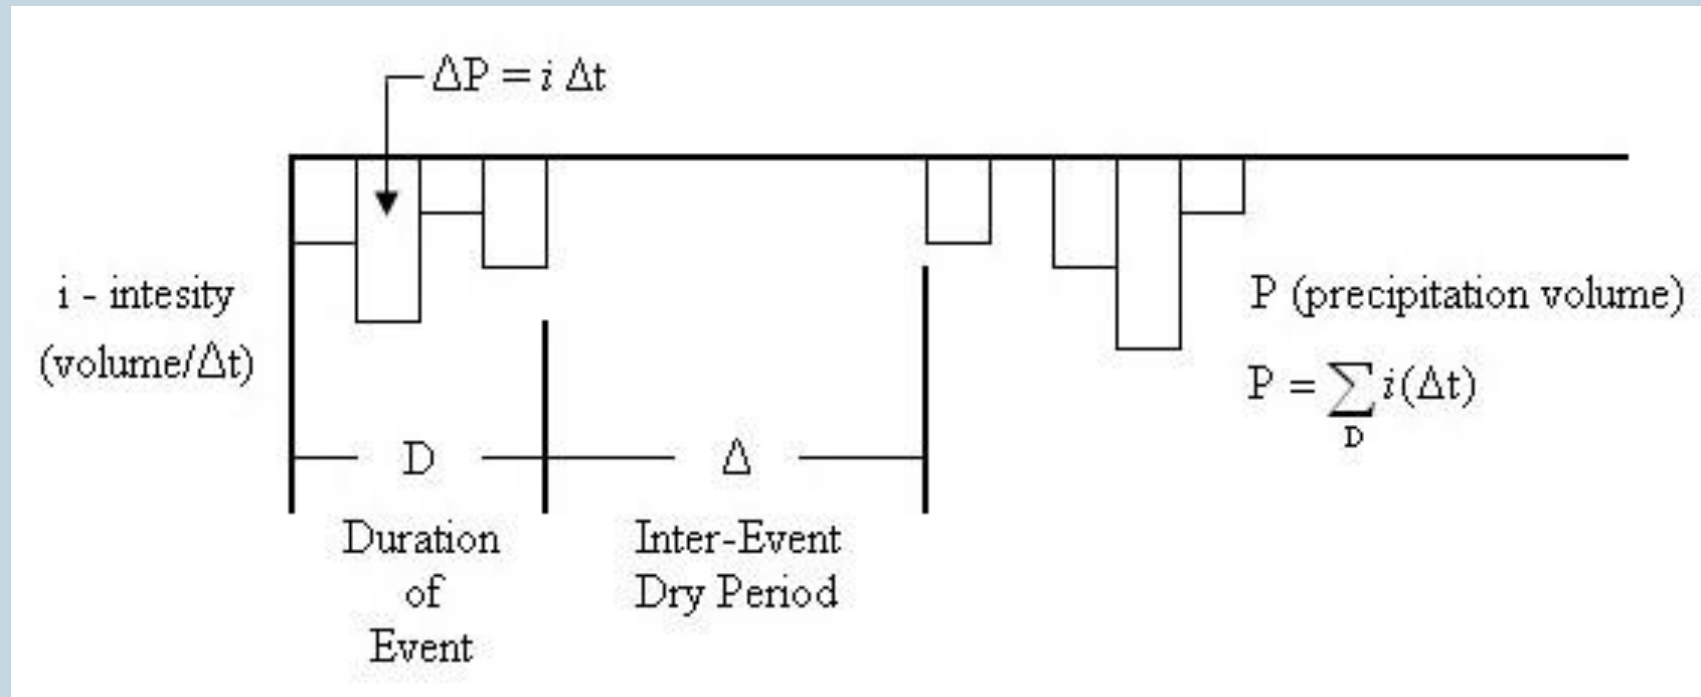 ΔP = i Δt
i - intesity
(volume/Δt)
P (precipitation volume)
P = ∑ i(Δt)
D
D
Δ
Duration
of
Event
Inter-Event
Dry Period